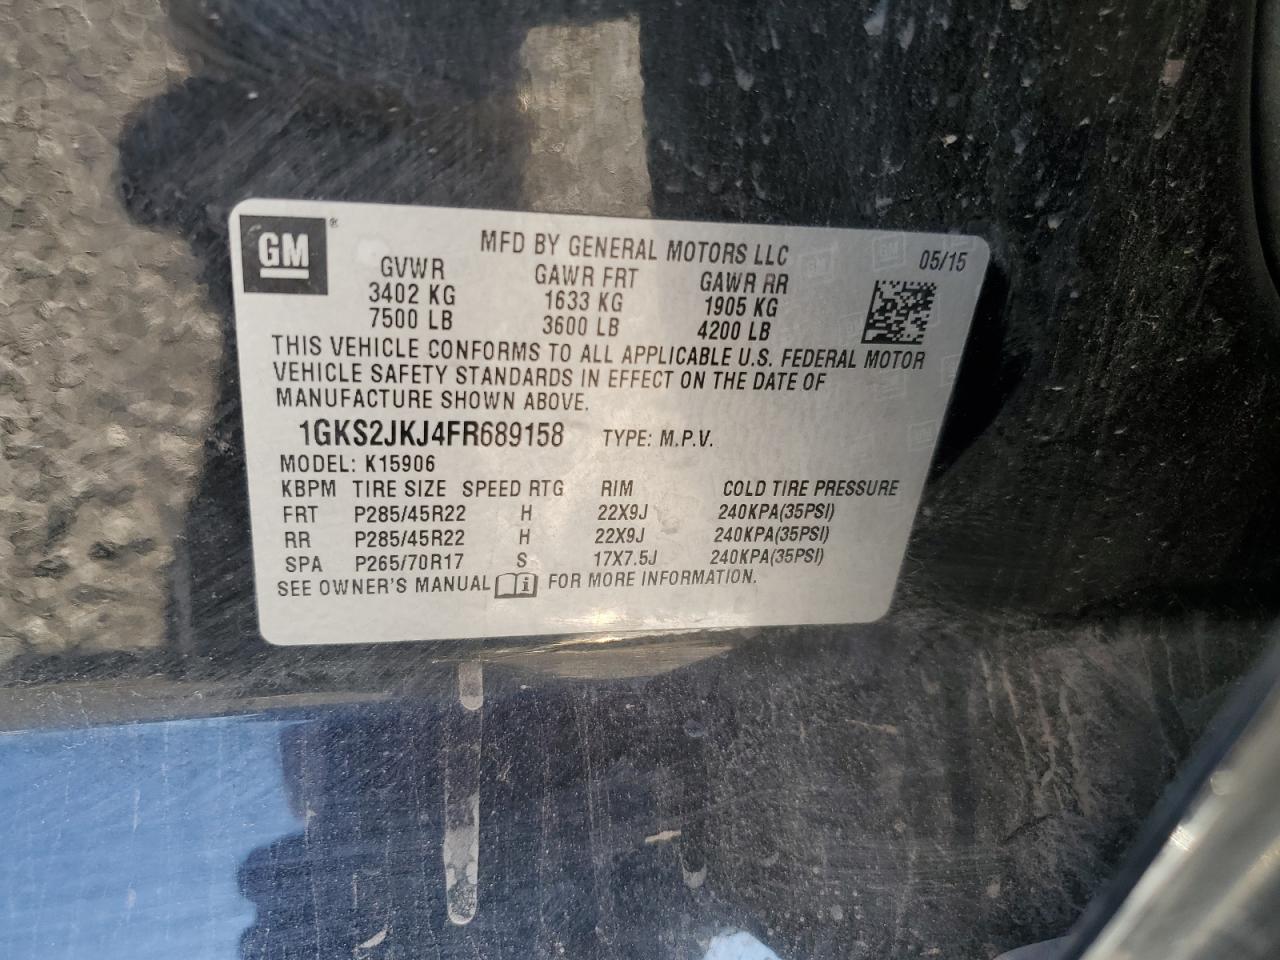 GM ®
MFD BY GENERAL MOTORS LLC 05/15
GVWR GAWR FRT GAWR RR
3402 KG 1633 KG 1905 KG
7500 LB 3600 LB 4200 LB
THIS VEHICLE CONFORMS TO ALL APPLICABLE U.S. FEDERAL MOTOR
VEHICLE SAFETY STANDARDS IN EFFECT ON THE DATE OF
MANUFACTURE SHOWN ABOVE.
1GKS2JKJ4FR689158 TYPE: M.P.V.
MODEL: K15906
KBPM TIRE SIZE SPEED RTG RIM COLD TIRE PRESSURE
FRT P285/45R22 H 22X9J 240KPA(35PSI)
RR P285/45R22 H 22X9J 240KPA(35PSI)
SPA P265/70R17 S 17X7.5J 240KPA(35PSI)
SEE OWNER'S MANUAL i FOR MORE INFORMATION.